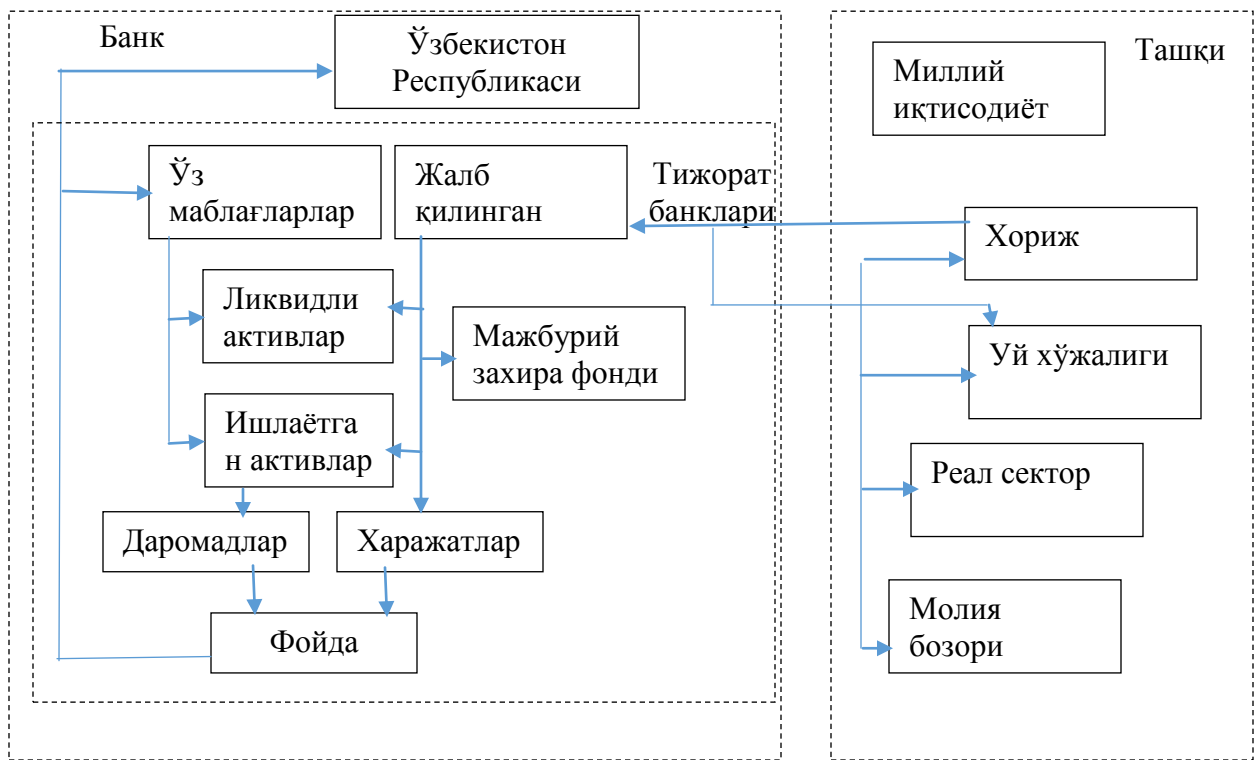 Банк
Ўзбекистон
Республикаси
Ўз
маблағларлар
Жалб
қилинган
Тижорат
банклари
Ликвидли
активлар
Мажбурий
захира фонди
Ишлаётга
н активлар
Даромадлар
Харажатлар
Фойда
Ташқи
Миллий
иқтисодиёт
Хориж
Уй хўжалиги
Реал сектор
Молия
бозори